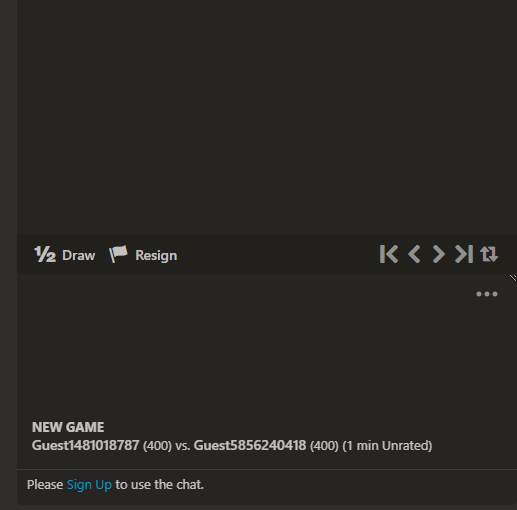 ½ Draw Resign
NEW GAME
Guest1481018787 (400) vs. Guest5856240418 (400) (1 min Unrated)
Please Sign Up to use the chat.